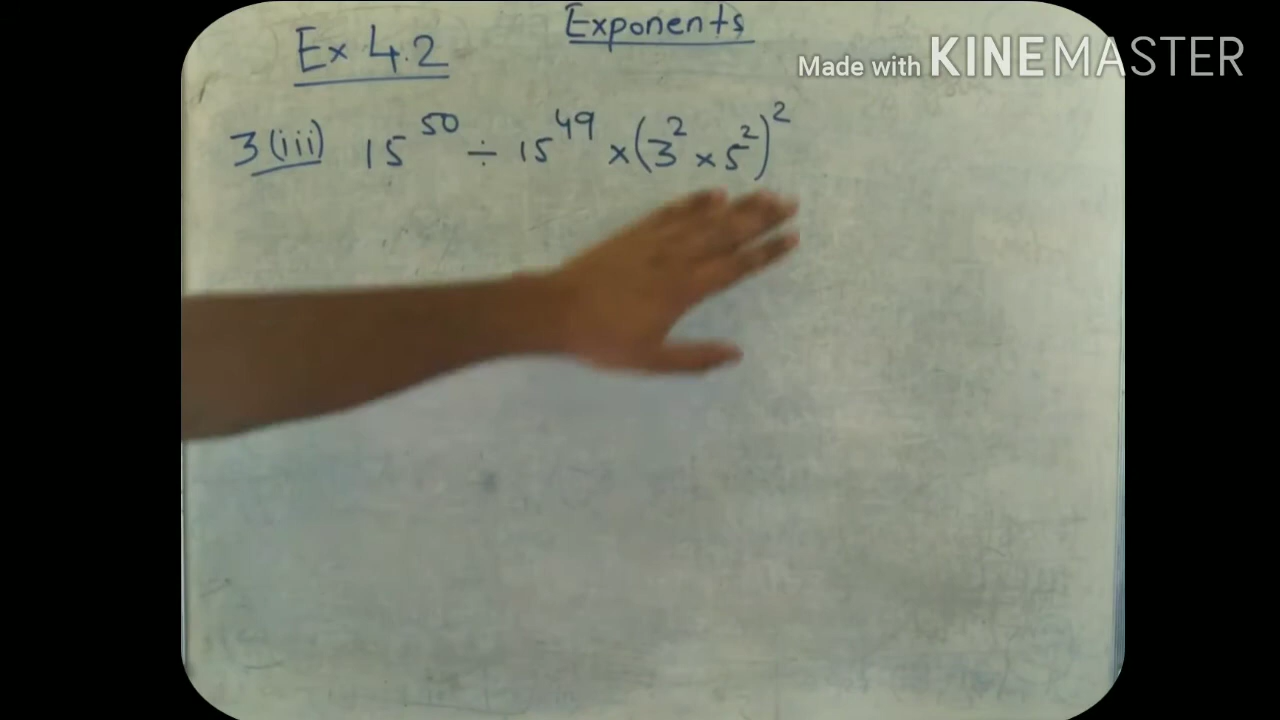 Exponents
Ex 4.2
Made with KINEMASTER
3(iii) 15^50 ÷ 15^49 × (3^2 × 5^2)^2